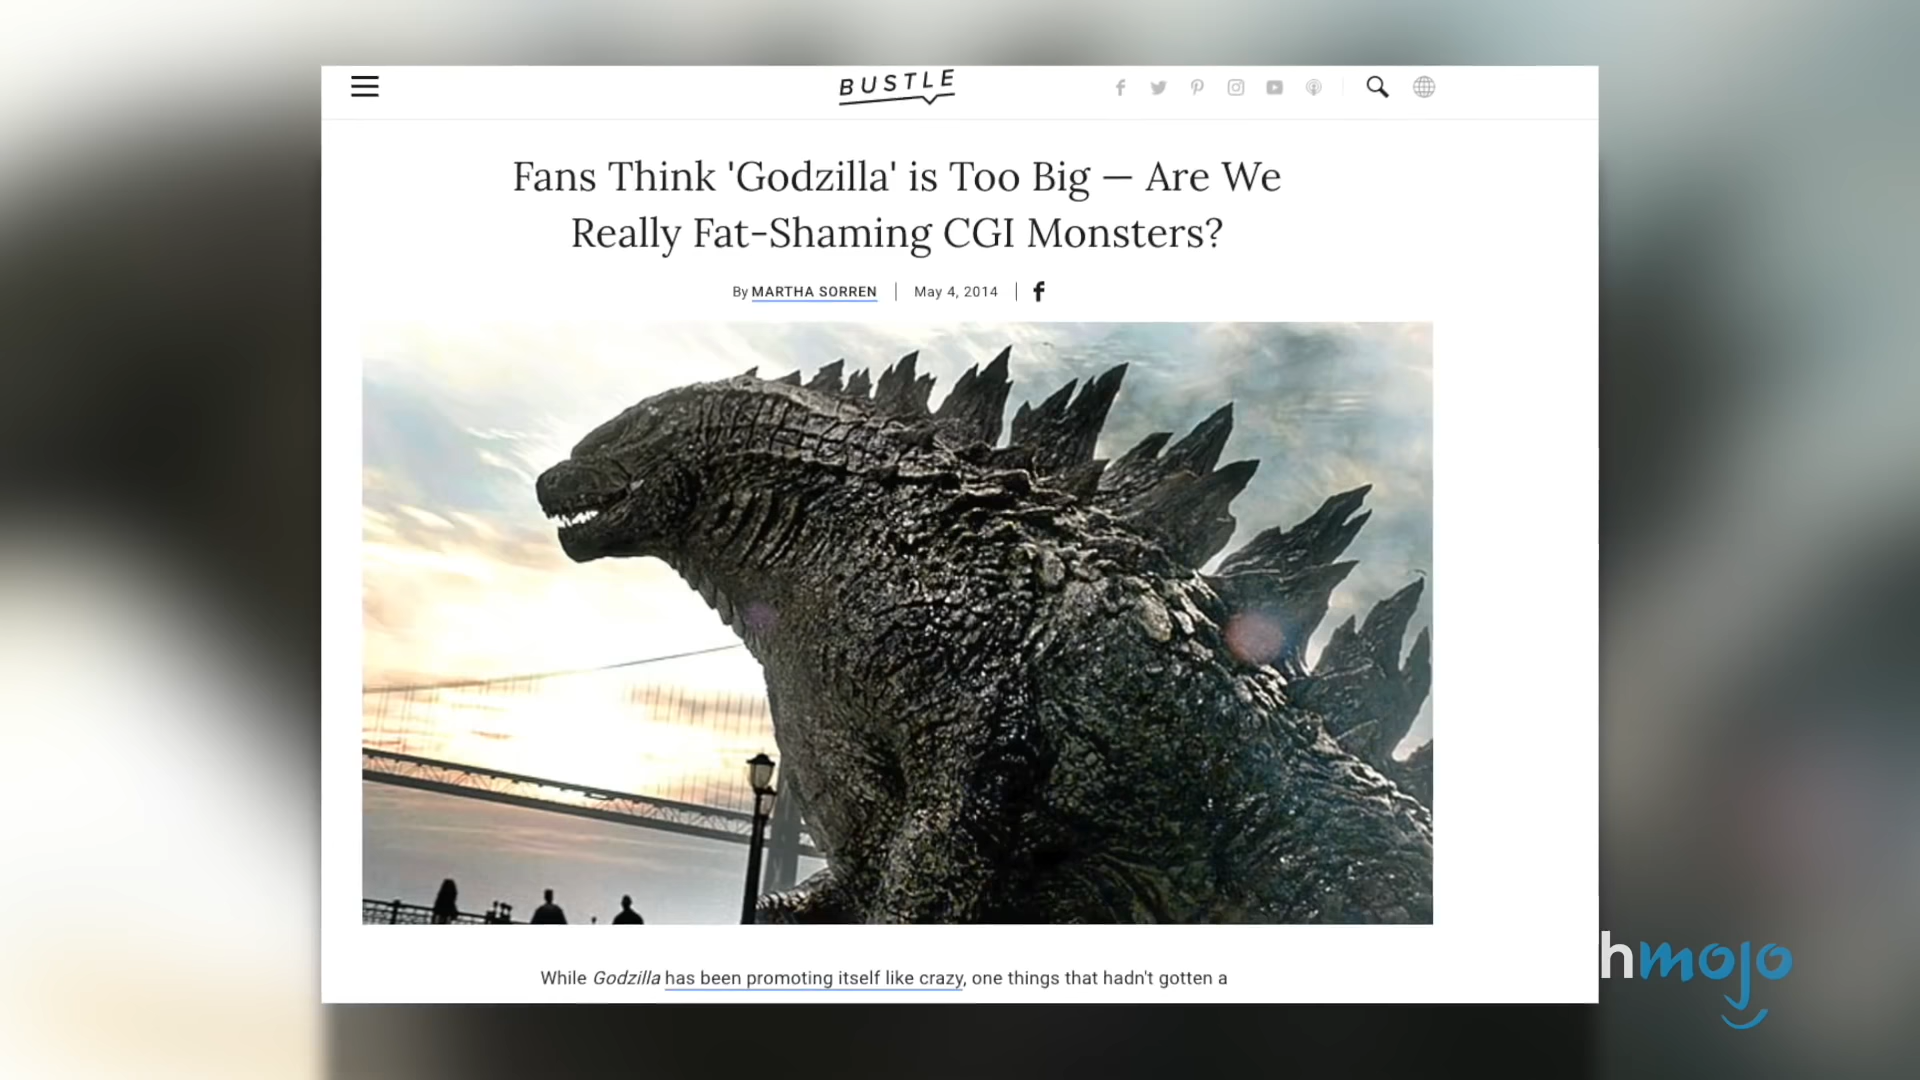 BUSTLE
Fans Think 'Godzilla' is Too Big — Are We
Really Fat-Shaming CGI Monsters?
By MARTHA SORREN | May 4, 2014 |
While Godzilla has been promoting itself like crazy, one things that hadn't gotten a
hmojo